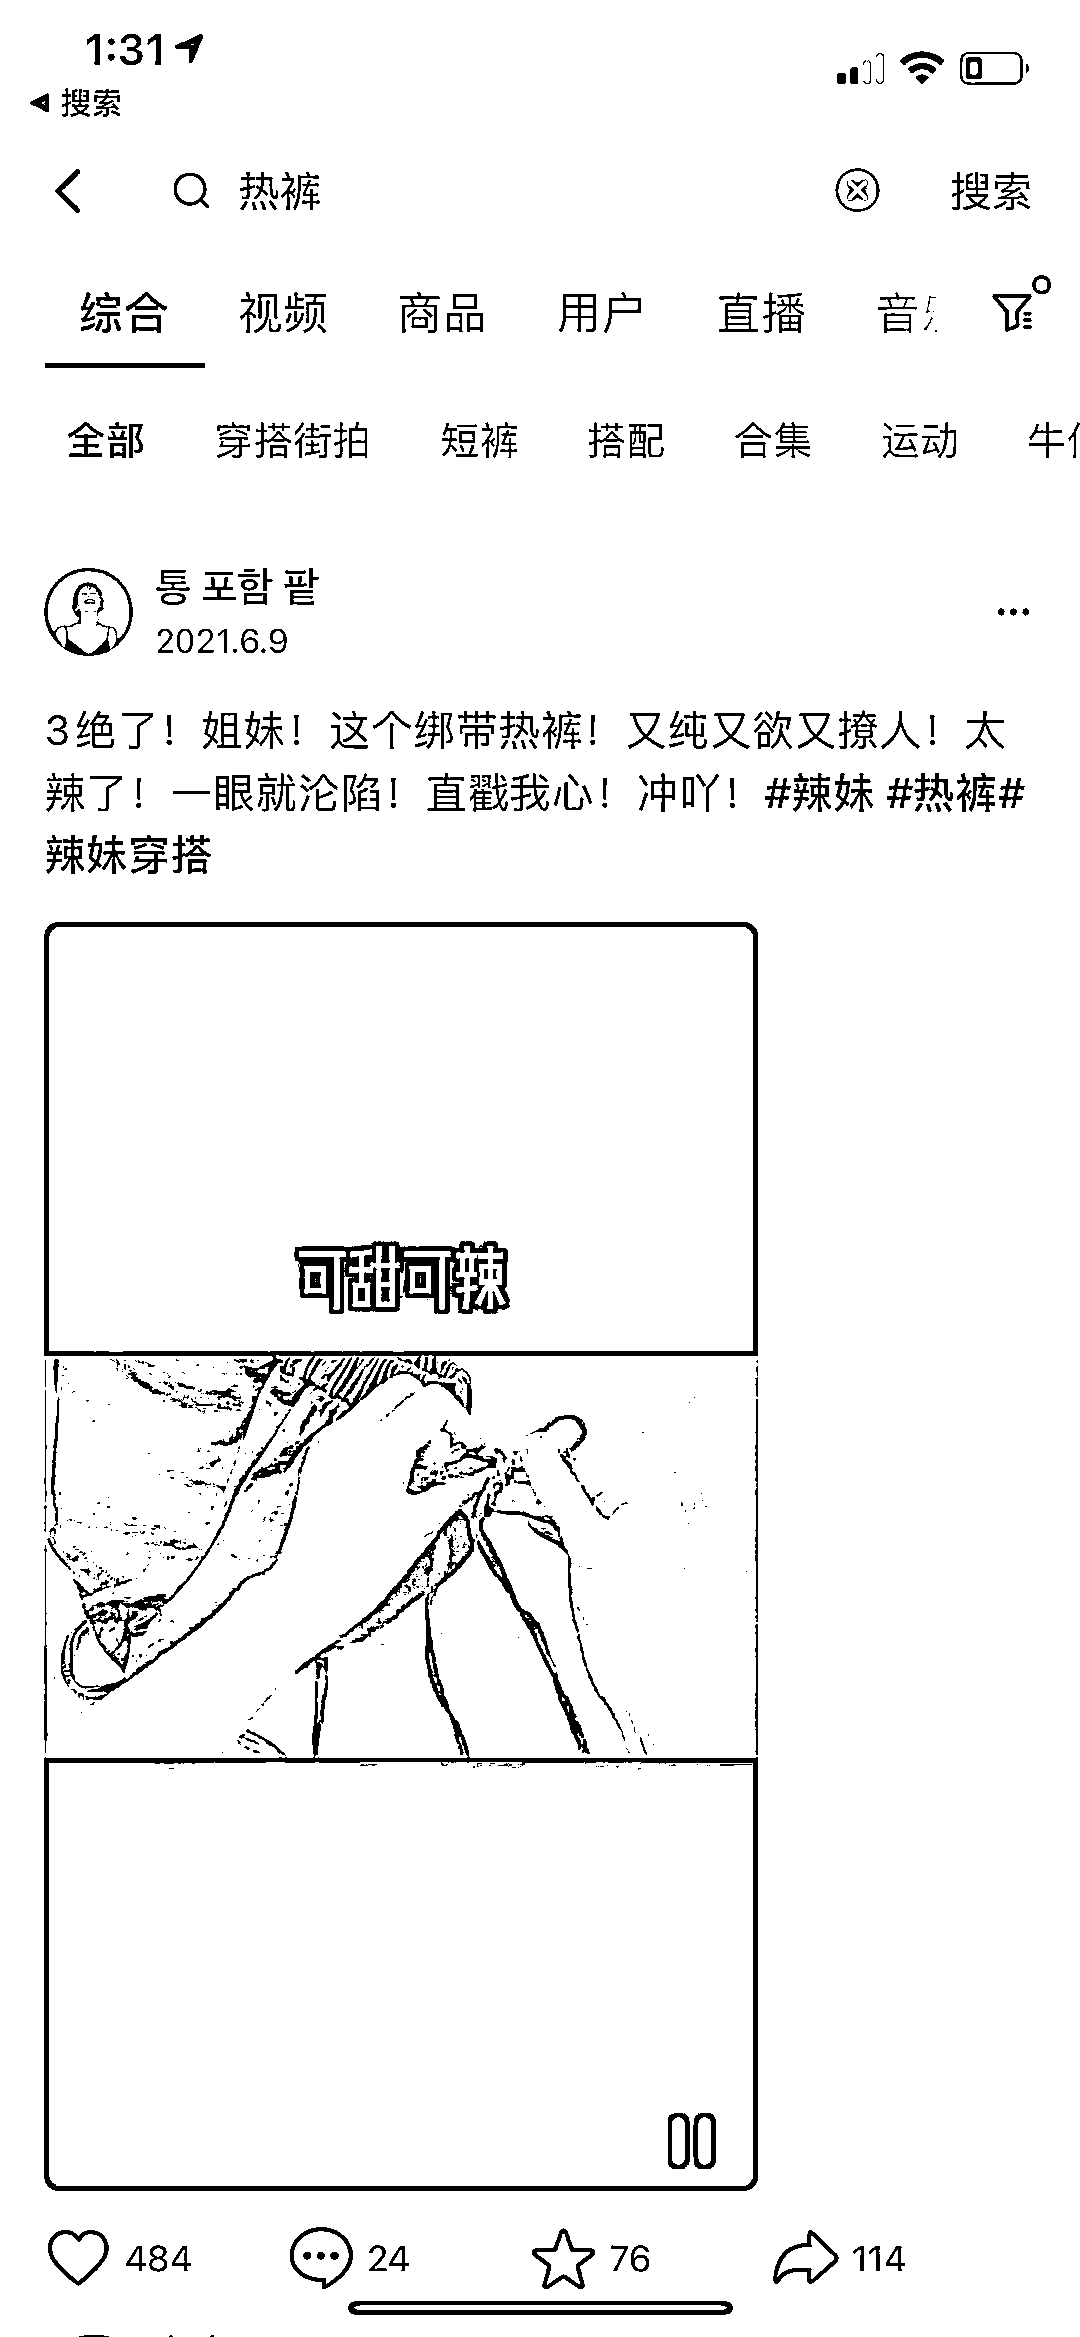 1:31
搜索
热裤
搜索
综合 视频 商品 用户 直播 音
全部 穿搭街拍 短裤 搭配 合集 运动 牛
통 포함 팥
2021.6.9
3绝了！姐妹！这个绑带热裤！又纯又欲又撩人！太
辣了！一眼就沦陷！直戳我心！冲吖！#辣妹 #热裤#
辣妹穿搭
可甜可辣
484 24 76 114